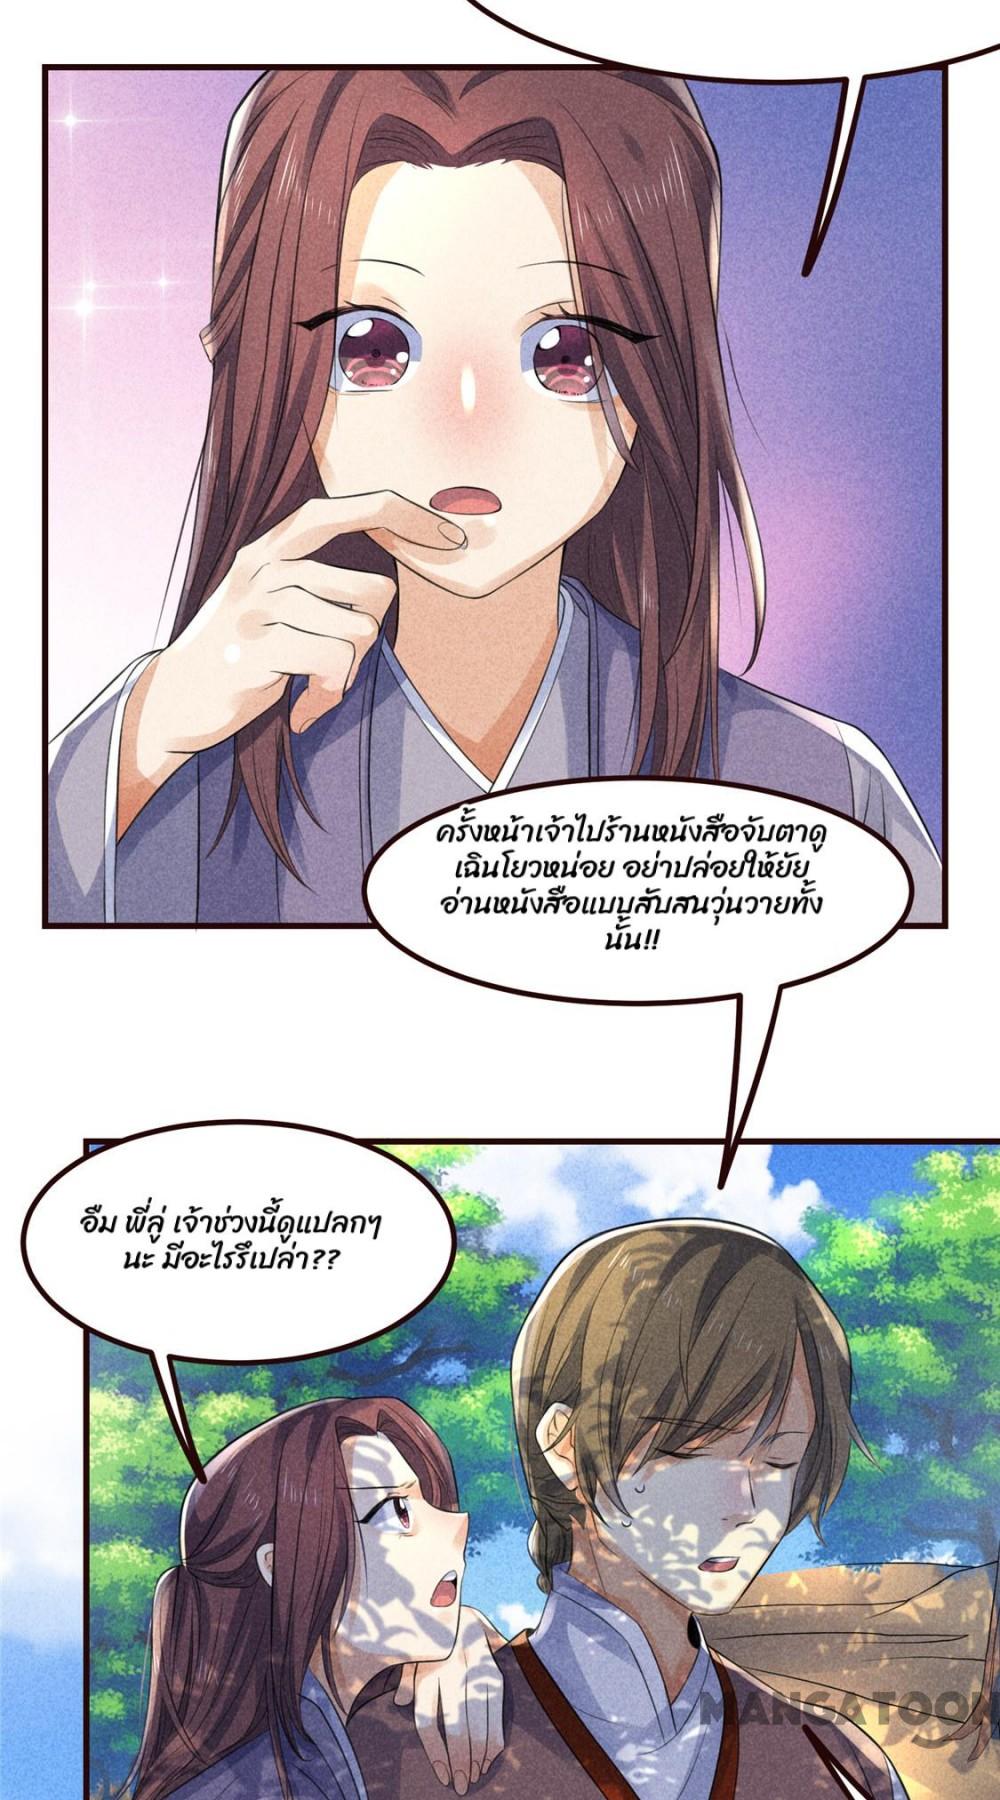 ครั้งหน้าเจ้าไปร้านหนังสือจับตาดู
เฉินโยวหน่อย อย่าปล่อยให้ยัย
อ่านหนังสือแบบสับสนวุ่นวายทั้ง
นั้น!!
อืม พี่ลู่ เจ้าช่วงนี้ดูแปลกๆ
นะ มีอะไรรึเปล่า??
MANGATOON